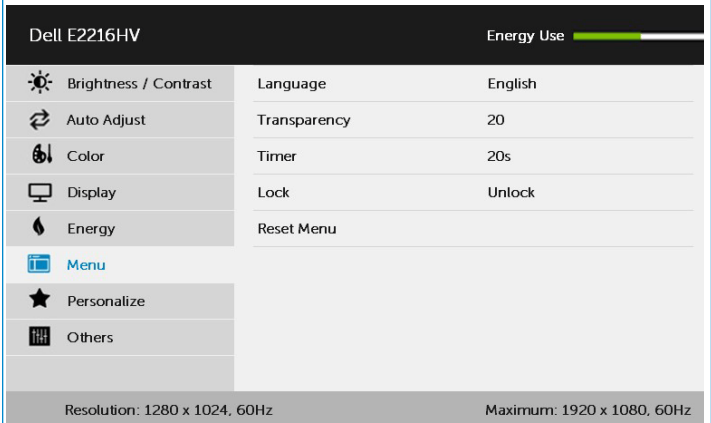 Dell E2216HV Energy Use
Brightness / Contrast Language English
Auto Adjust Transparency 20
Color Timer 20s
Display Lock Unlock
Energy Reset Menu
Menu
Personalize
Others
Resolution: 1280 x 1024, 60Hz Maximum: 1920 x 1080, 60Hz